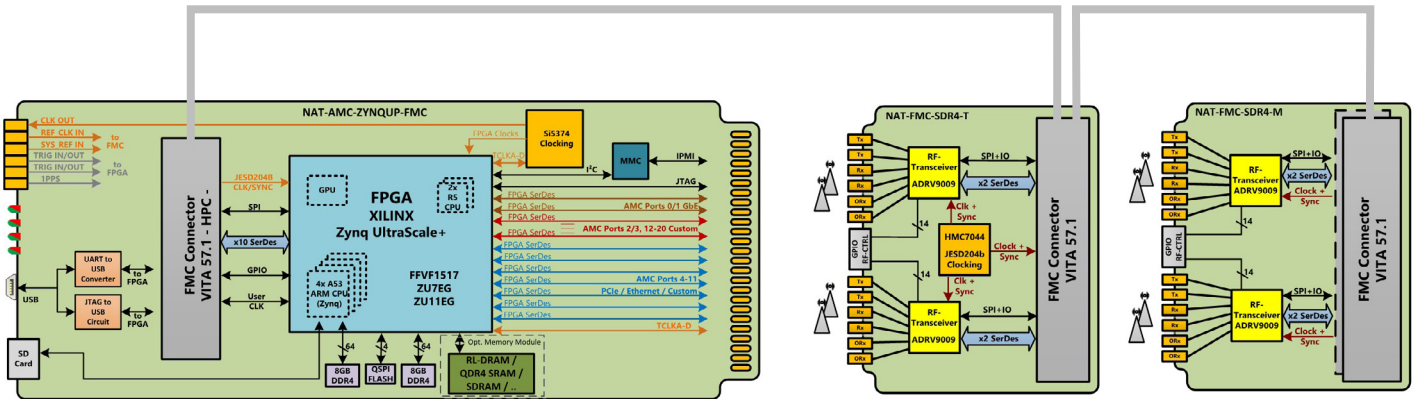 NAT-AMC-ZYNQUP-FMC
CLK OUT
REF CLK IN
SYS_REF IN
to
FMC
TRIG IN/OUT
TRIG IN/OUT
1PPS
to
FPGA
FMC Connector
VITA 57.1 - HPC -
JESD204B
CLK/SYNC
SPI
x10 SerDes
GPIO
User
CLK
UART to
USB
Converter
to
FPGA
JTAG to
USB
Circuit
to
FPGA
USB
SD
Card
GPU
2x
R5
CPU
FPGA
XILINX
Zynq UltraScale+
4x A53
ARM CPU
(Zynq)
FFVF1517
ZU7EG
ZU11EG
FPGA Clocks
Si5374
Clocking
TCLKA-D
I²C
MMC
IPMI
JTAG
FPGA SerDes
FPGA SerDes
AMC Ports 0/1 GbE
FPGA SerDes
FPGA SerDes
AMC Ports 2/3, 12-20 Custom
FPGA SerDes
FPGA SerDes
FPGA SerDes
AMC Ports 4-11
FPGA SerDes
FPGA SerDes
PCIe / Ethernet / Custom
FPGA SerDes
FPGA SerDes
TCLKA-D
64
4
64
8GB
DDR4
QSPI
FLASH
8GB
DDR4
Opt. Memory Module
RL-DRAM /
QDR4 SRAM /
SDRAM / ..
NAT-FMC-SDR4-T
Tx
Tx
Rx
Rx
ORx
ORx
RF-
Transceiver
ADRV9009
SPI+IO
x2 SerDes
14
Clk +
Sync
GPIO
RF-CTRL
HMC7044
JESD204b
Clocking
Clock +
Sync
14
Clk +
Sync
Tx
Tx
Rx
Rx
ORx
ORx
RF-
Transceiver
ADRV9009
SPI+IO
x2 SerDes
FMC Connector
VITA 57.1
NAT-FMC-SDR4-M
Tx
Tx
Rx
Rx
ORx
ORx
RF-
Transceiver
ADRV9009
SPI+IO
x2 SerDes
Clock +
Sync
14
GPIO
RF-CTRL
14
Tx
Tx
Rx
Rx
ORx
ORx
RF-
Transceiver
ADRV9009
SPI+IO
x2 SerDes
Clock +
Sync
FMC Connector
VITA 57.1